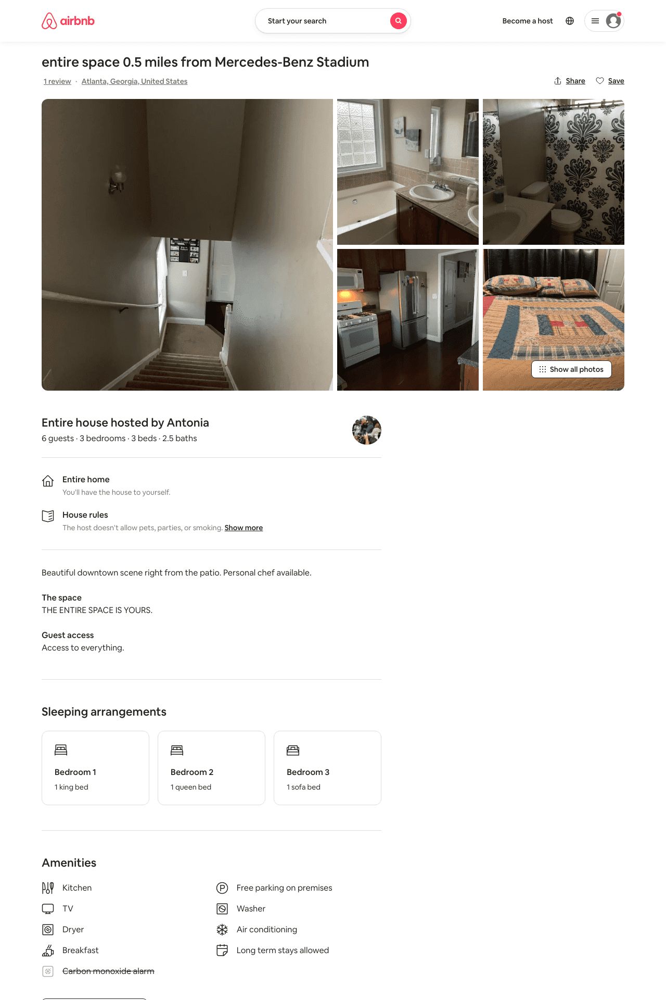 airbnb
Start your search
Become a host
entire space 0.5 miles from Mercedes-Benz Stadium
1 review · Atlanta, Georgia, United States
Share
Save
Show all photos
Entire house hosted by Antonia
6 guests · 3 bedrooms · 3 beds · 2.5 baths
Entire home
You'll have the house to yourself.
House rules
The host doesn't allow pets, parties, or smoking. Show more
Beautiful downtown scene right from the patio. Personal chef available.
The space
THE ENTIRE SPACE IS YOURS.
Guest access
Access to everything.
Sleeping arrangements
Bedroom 1
1 king bed
Bedroom 2
1 queen bed
Bedroom 3
1 sofa bed
Amenities
Kitchen
Free parking on premises
TV
Washer
Dryer
Air conditioning
Breakfast
Long term stays allowed
Carbon monoxide alarm